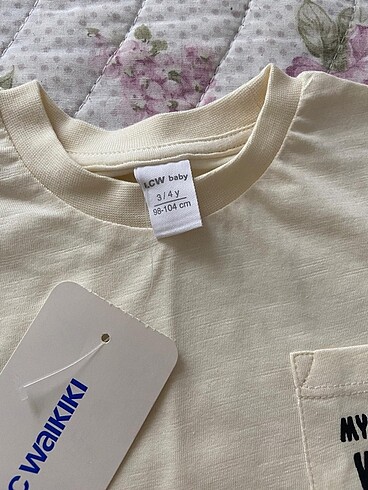 LCW baby
3/4 y
98-104 cm
C WAIKIKI
MY